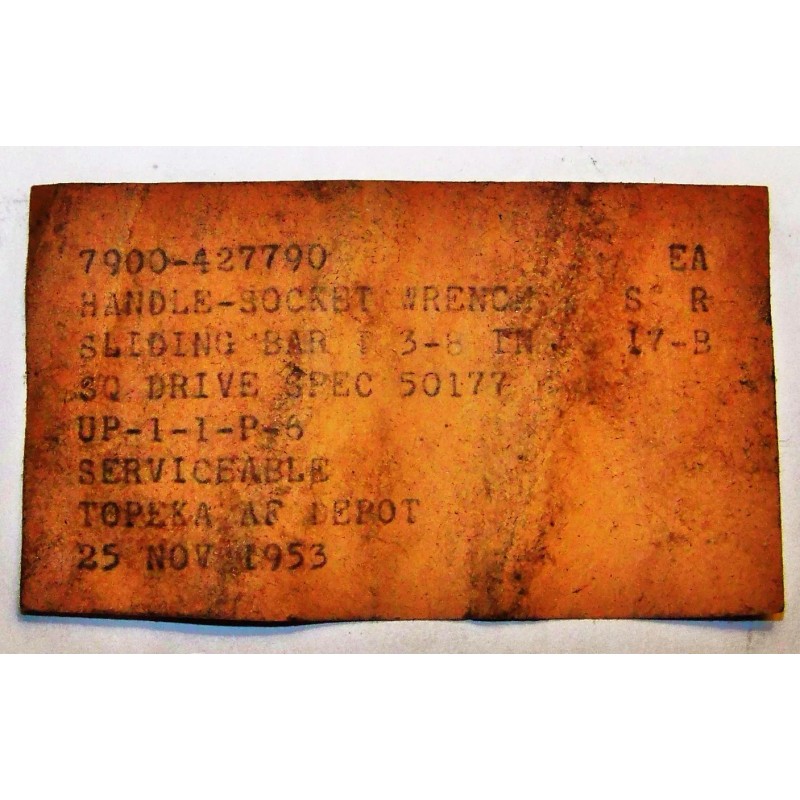 7900-427790 EA
HANDLE-SOCKET WRENCH S R
SLIDING BAR T 3-8 IN 17-B
SQ DRIVE SPEC 50177
UP-1-1-P-6
SERVICEABLE
TOPEKA AF DEPOT
25 NOV 1953